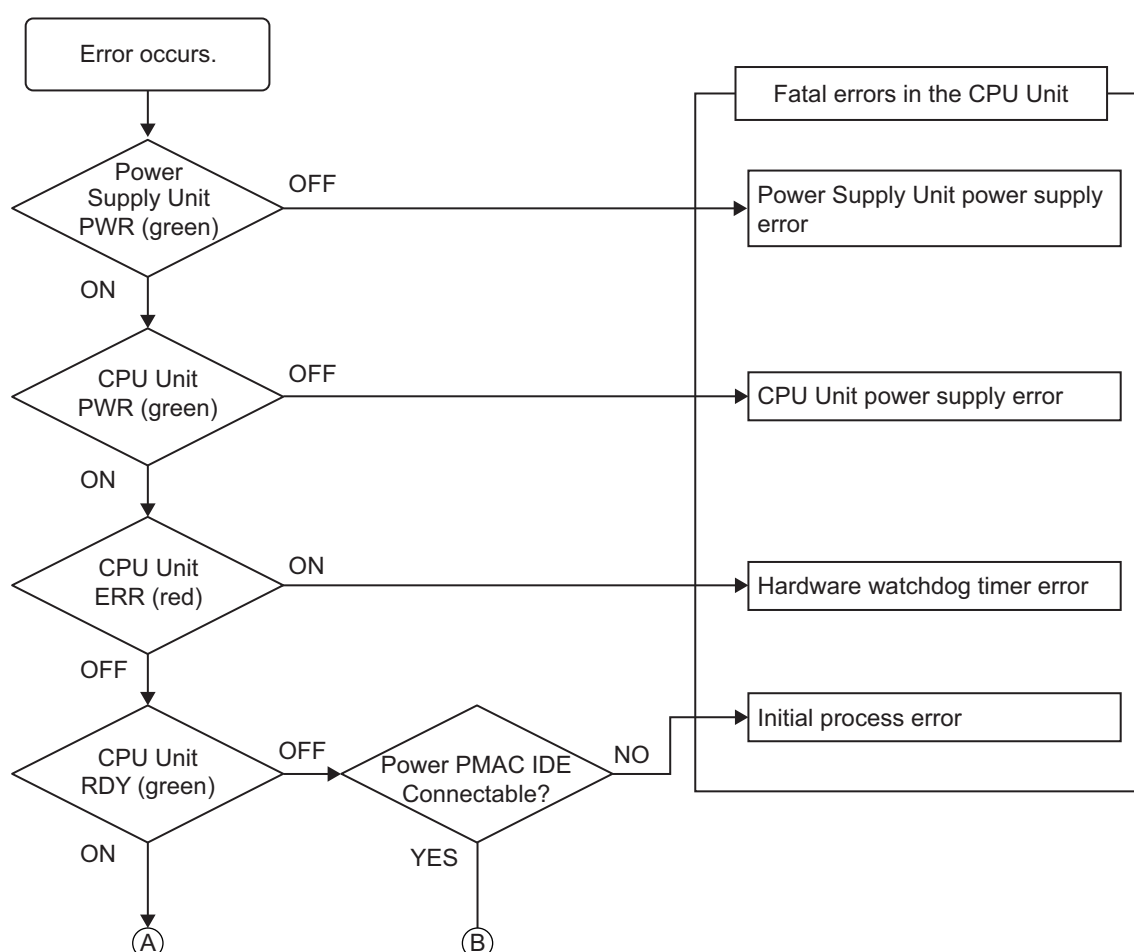 Error occurs.
Fatal errors in the CPU Unit
Power
Supply Unit
PWR (green)
OFF
Power Supply Unit power supply
error
ON
CPU Unit
PWR (green)
OFF
CPU Unit power supply error
ON
CPU Unit
ERR (red)
ON
Hardware watchdog timer error
OFF
CPU Unit
RDY (green)
OFF
Power PMAC IDE
Connectable?
NO
Initial process error
ON
YES
A
B